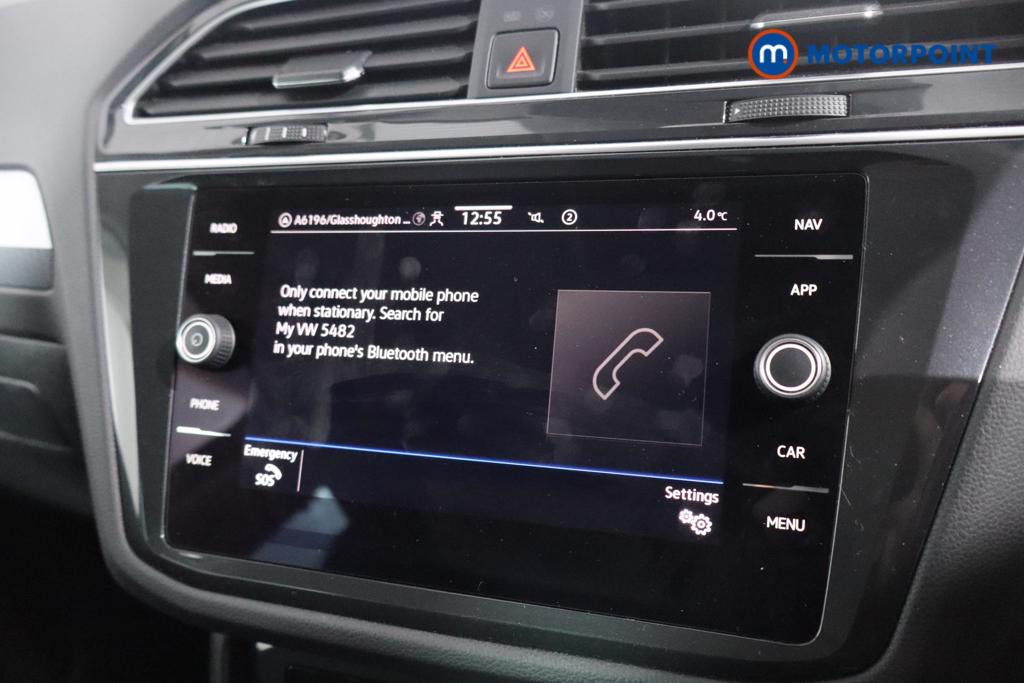 m MOTORPOINT
RADIO
MEDIA
PHONE
VOICE
A6196/Glasshoughton ... 12:55 2 4.0°C
Only connect your mobile phone
when stationary. Search for
My VW 5482
in your phone's Bluetooth menu.
Emergency
SOS
Settings
NAV
APP
CAR
MENU